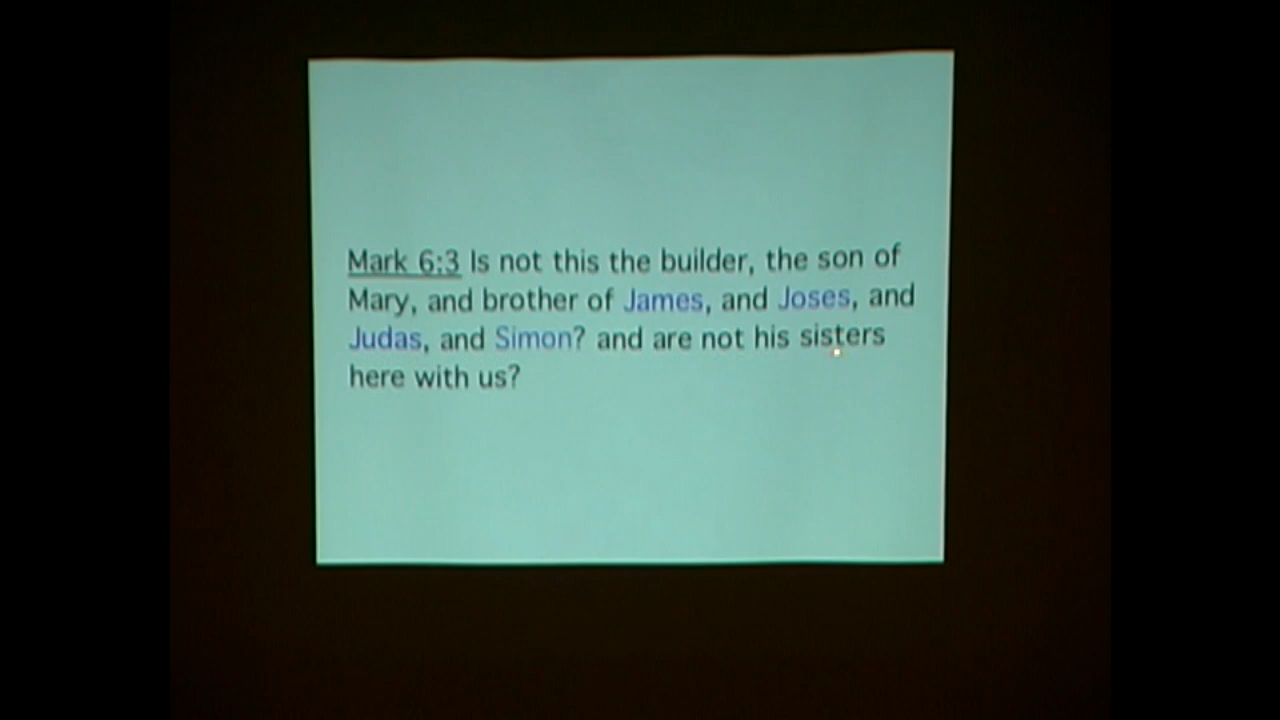 Mark 6:3 Is not this the builder, the son of
Mary, and brother of James, and Joses, and
Judas, and Simon? and are not his sisters
here with us?